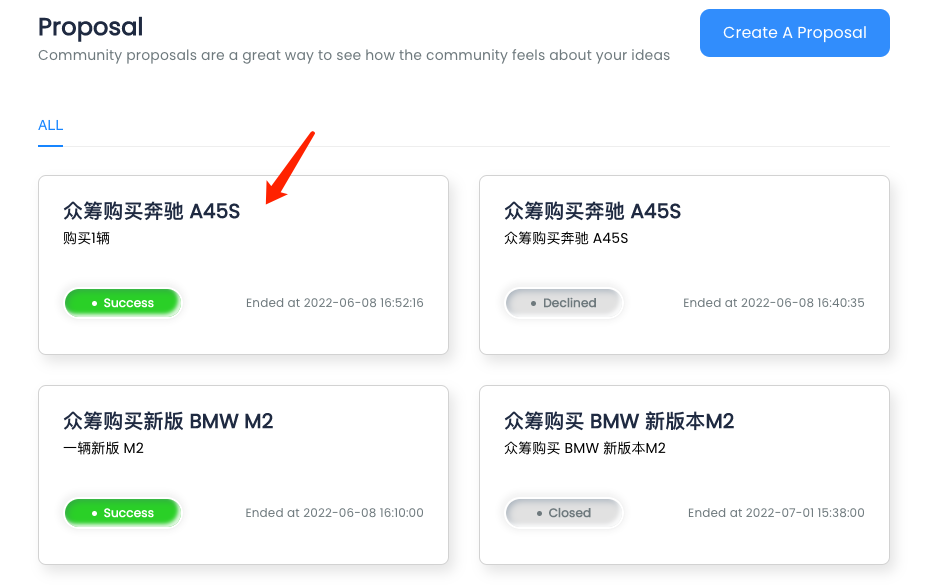 Proposal
Create A Proposal
Community proposals are a great way to see how the community feels about your ideas
ALL
众筹购买奔驰 A45S
购买1辆
• Success
Ended at 2022-06-08 16:52:16
众筹购买奔驰 A45S
众筹购买奔驰 A45S
• Declined
Ended at 2022-06-08 16:40:35
众筹购买新版 BMW M2
一辆新版 M2
• Success
Ended at 2022-06-08 16:10:00
众筹购买 BMW 新版本M2
众筹购买 BMW 新版本M2
• Closed
Ended at 2022-07-01 15:38:00